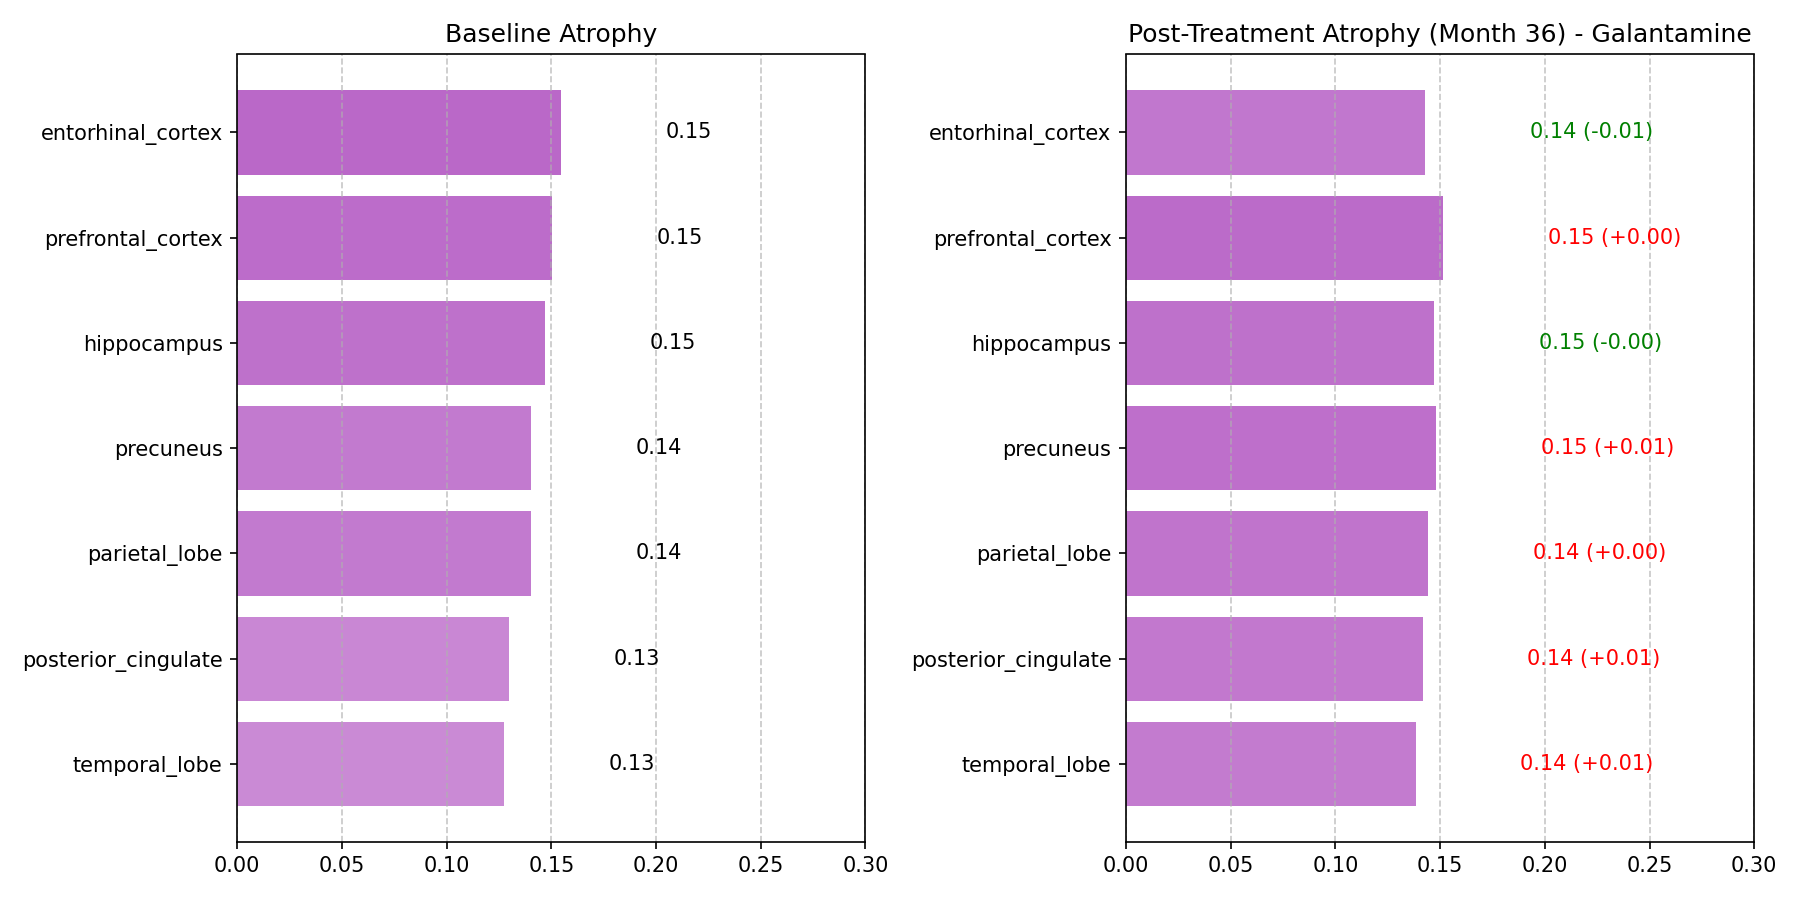 Baseline Atrophy
entorhinal_cortex
0.15
prefrontal_cortex
0.15
hippocampus
0.15
precuneus
0.14
parietal_lobe
0.14
posterior_cingulate
0.13
temporal_lobe
0.13
0.00 0.05 0.10 0.15 0.20 0.25 0.30
Post-Treatment Atrophy (Month 36) - Galantamine
entorhinal_cortex
0.14 (-0.01)
prefrontal_cortex
0.15 (+0.00)
hippocampus
0.15 (-0.00)
precuneus
0.15 (+0.01)
parietal_lobe
0.14 (+0.00)
posterior_cingulate
0.14 (+0.01)
temporal_lobe
0.14 (+0.01)
0.00 0.05 0.10 0.15 0.20 0.25 0.30